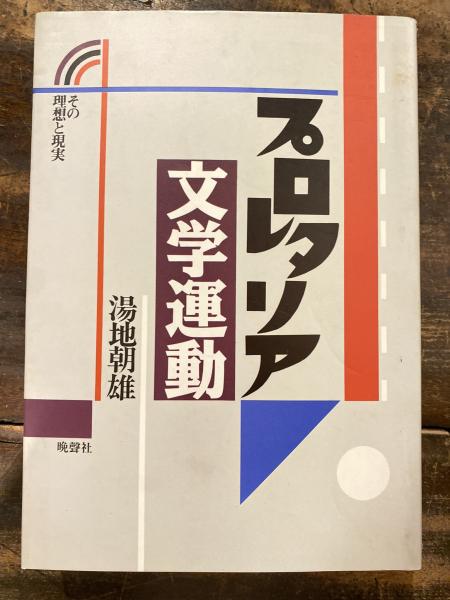 プロレタリア
文学運動
その
理想と現実
湯地朝雄
晩聲社